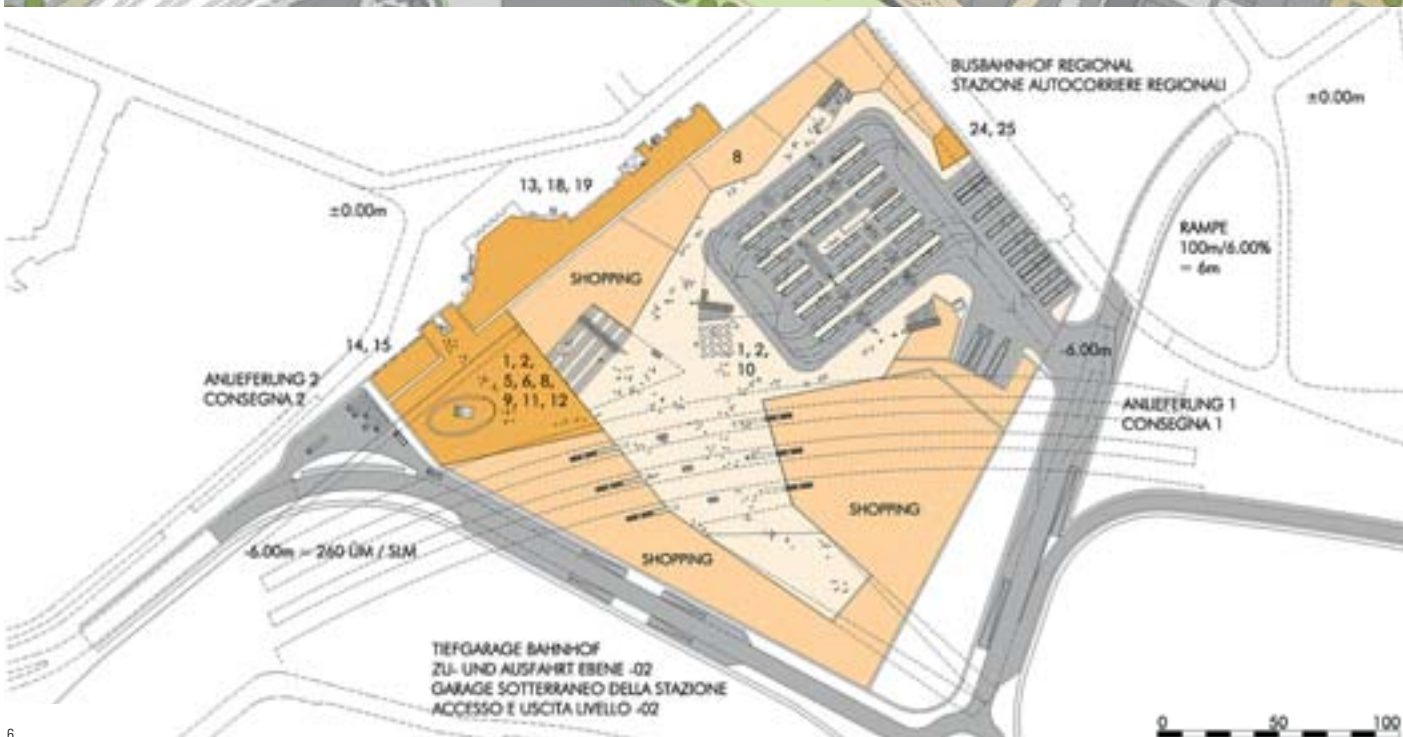 BUSBAHNHOF REGIONAL
STAZIONE AUTOCORRIERE REGIONALI
±0.00m
24, 25
8
13, 18, 19
±0.00m
RAMPE
100m/6.00%
= 6m
SHOPPING
14, 15
1, 2,
5, 6, 8,
9, 11, 12
1, 2,
10
-6.00m
ANLIEFERUNG 2
CONSEGNA 2
ANLIEFERUNG 1
CONSEGNA 1
SHOPPING
-6.00m = 260 ÜM / SLM
SHOPPING
TIEFGARAGE BAHNHOF
ZU- UND AUSFAHRT EBENE -02
GARAGE SOTTERRANEO DELLA STAZIONE
ACCESSO E USCITA LIVELLO -02
0 50 100
6